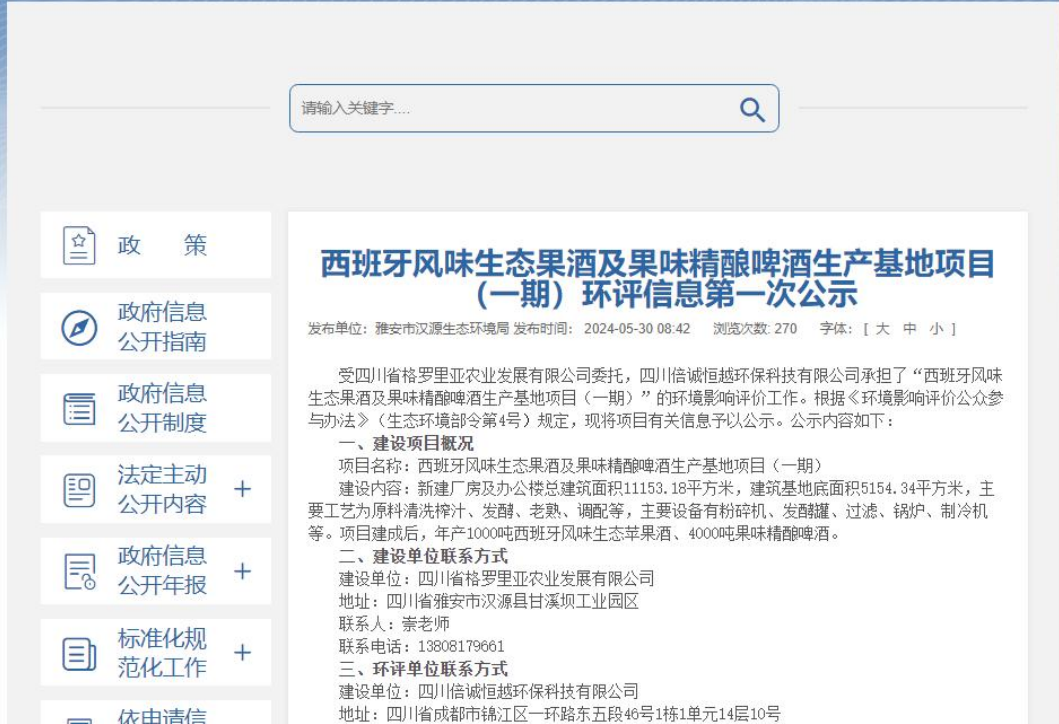 请输入关键字....
政 策
政府信息
公开指南
政府信息
公开制度
法定主动
公开内容 +
政府信息
公开年报 +
标准化规
范化工作 +
依申请信
西班牙风味生态果酒及果味精酿啤酒生产基地项目
（一期）环评信息第一次公示
发布单位：雅安市汉源生态环境局 发布时间： 2024-05-30 08:42 浏览次数: 270 字体：[ 大 中 小 ]
受四川省格罗里亚农业发展有限公司委托，四川倍诚恒越环保科技有限公司承担了“西班牙风味
生态果酒及果味精酿啤酒生产基地项目（一期）”的环境影响评价工作。根据《环境影响评价公众参
与办法》（生态环境部令第4号）规定，现将项目有关信息予以公示。公示内容如下：
一、建设项目概况
项目名称：西班牙风味生态果酒及果味精酿啤酒生产基地项目（一期）
建设内容：新建厂房及办公楼总建筑面积11153.18平方米，建筑基地底面积5154.34平方米，主
要工艺为原料清洗榨汁、发酵、老熟、调配等，主要设备有粉碎机、发酵罐、过滤、锅炉、制冷机
等。项目建成后，年产1000吨西班牙风味生态苹果酒、4000吨果味精酿啤酒。
二、建设单位联系方式
建设单位：四川省格罗里亚农业发展有限公司
地址：四川省雅安市汉源县甘溪坝工业园区
联系人：崇老师
联系电话：13808179661
三、环评单位联系方式
建设单位：四川倍诚恒越环保科技有限公司
地址：四川省成都市锦江区一环路东五段46号1栋1单元14层10号